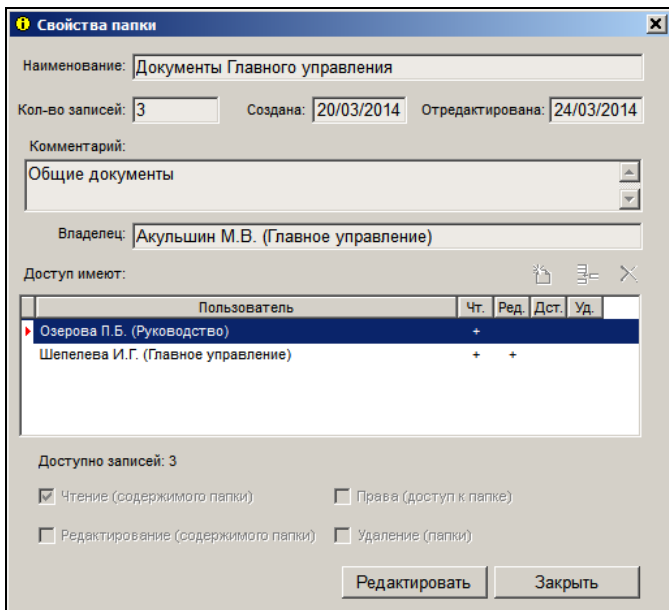 Свойства папки
Наименование: Документы Главного управления
Кол-во записей: 3 Создана: 20/03/2014 Отредактирована: 24/03/2014
Комментарий:
Общие документы
Владелец: Акульшин М.В. (Главное управление)
Доступ имеют:
Пользователь Чт. Ред. Дст. Уд.
Озерова П.Б. (Руководство) +
Шепелева И.Г. (Главное управление) + +
Доступно записей: 3
Чтение (содержимого папки) Права (доступ к папке)
Редактирование (содержимого папки) Удаление (папки)
Редактировать Закрыть